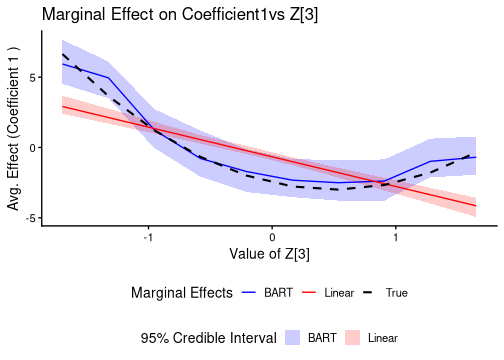 Marginal Effect on Coefficient1vs Z[3]
Avg. Effect (Coefficient 1 )
5
0
-5
-1
0
1
Value of Z[3]
Marginal Effects BART Linear True
95% Credible Interval BART Linear